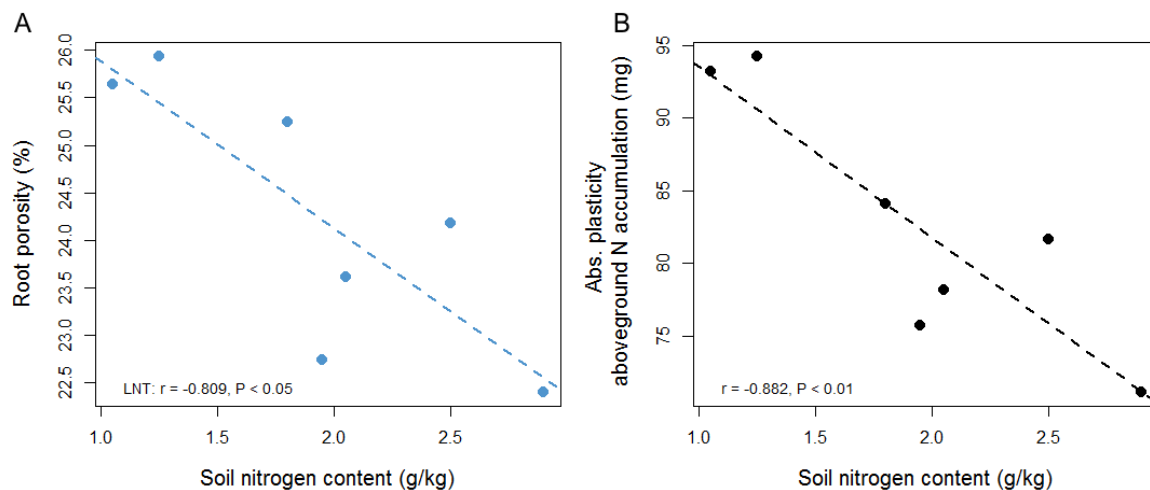 A
Root porosity (%)
26.0
25.5
25.0
24.5
24.0
23.5
23.0
22.5
LNT: r = -0.809, P < 0.05
1.0 1.5 2.0 2.5
Soil nitrogen content (g/kg)
B
Abs. plasticity
aboveground N accumulation (mg)
95
90
85
80
75
r = -0.882, P < 0.01
1.0 1.5 2.0 2.5
Soil nitrogen content (g/kg)